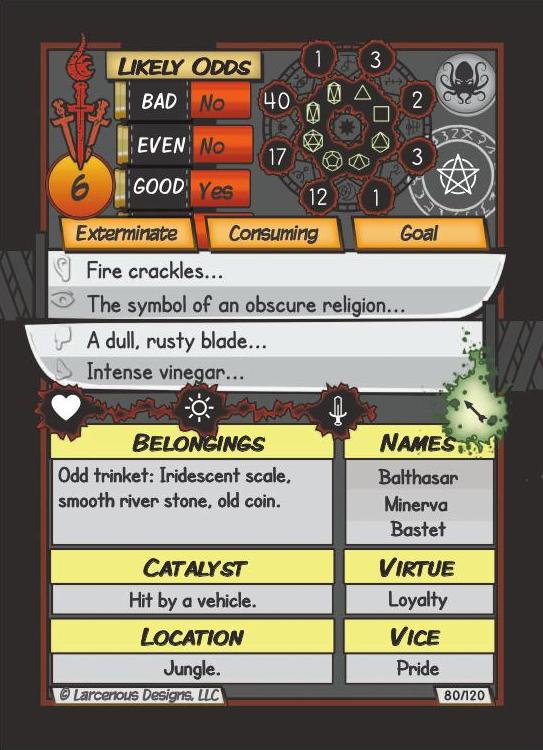 LIKELY ODDS
BAD No
EVEN No
GOOD Yes
6
1
3
40
2
17
3
12
1
Exterminate Consuming Goal
Fire crackles...
The symbol of an obscure religion...
A dull, rusty blade...
Intense vinegar...
BELONGINGS
Odd trinket: Iridescent scale,
smooth river stone, old coin.
NAMES
Balthasar
Minerva
Bastet
CATALYST
Hit by a vehicle.
VIRTUE
Loyalty
LOCATION
Jungle.
VICE
Pride
© Larcenous Designs, LLC
80/120